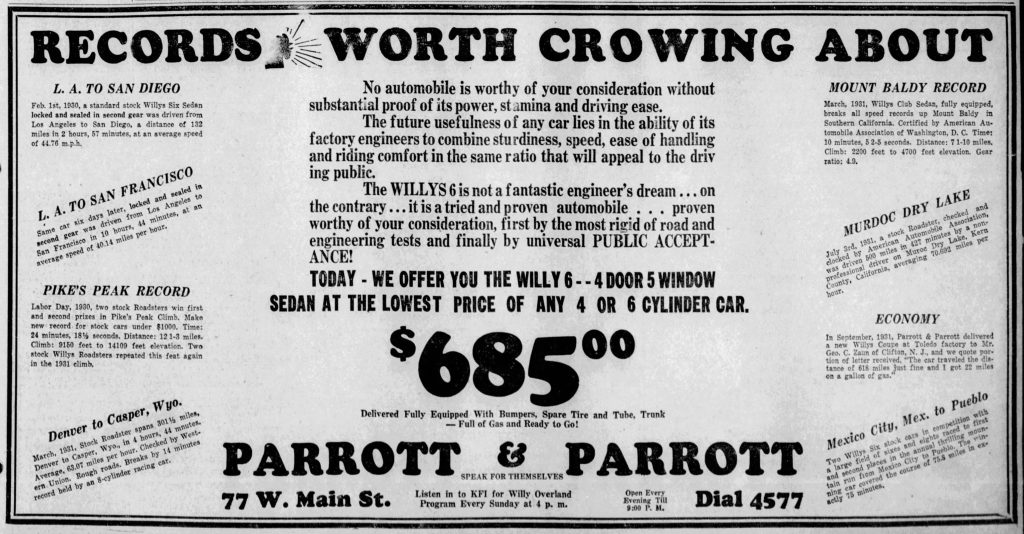 RECORDS WORTH CROWING ABOUT
L. A. TO SAN DIEGO
Feb. 1st, 1930, a standard stock Willys Six Sedan
locked and sealed in second gear was driven from
Los Angeles to San Diego, a distance of 132
miles in 2 hours, 57 minutes, at an average speed
of 44.76 m.p.h.
L. A. TO SAN FRANCISCO
Same car six days later, locked and sealed in
second gear was driven from Los Angeles to
San Francisco in 10 hours, 44 minutes, at an
average speed of 40.14 miles per hour.
PIKE'S PEAK RECORD
Labor Day, 1930, two stock Roadsters win first
and second prizes in Pike's Peak Climb. Make
new record for stock cars under $1000. Time:
24 minutes, 18½ seconds. Distance: 12 1-3 miles.
Climb: 9150 feet to 14109 feet elevation. Two
stock Willys Roadsters repeated this feat again
in the 1931 climb.
Denver to Casper, Wyo.
March, 1931, Stock Roadster spans 301½ miles,
Denver to Casper, Wyo., in 4 hours, 44 minutes.
Average, 63.07 miles per hour. Checked by West-
ern Union. Rough roads. Breaks by 14 minutes
record held by an 8-cylinder racing car.
No automobile is worthy of your consideration without
substantial proof of its power, stamina and driving ease.
The future usefulness of any car lies in the ability of its
factory engineers to combine sturdiness, speed, ease of handling
and riding comfort in the same ratio that will appeal to the driv
ing public.
The WILLYS 6 is not a fantastic engineer's dream ... on
the contrary ... it is a tried and proven automobile . . . proven
worthy of your consideration, first by the most rigid of road and
engineering tests and finally by universal PUBLIC ACCEPT-
ANCE!
TODAY - WE OFFER YOU THE WILLY 6 -- 4 DOOR 5 WINDOW
SEDAN AT THE LOWEST PRICE OF ANY 4 OR 6 CYLINDER CAR.
$685.00
Delivered Fully Equipped With Bumpers, Spare Tire and Tube, Trunk
— Full of Gas and Ready to Go!
MOUNT BALDY RECORD
March, 1931, Willys Club Sedan, fully equipped,
breaks all speed records up Mount Baldy in
Southern California. Certified by American Au-
tomobile Association of Washington, D. C. Time:
10 minutes, 5 2-5 seconds. Distance: 7 1-10 miles.
Climb: 2200 feet to 4700 feet elevation. Gear
ratio: 4.9.
MURDOC DRY LAKE
July 3rd, 1931, a stock Roadster, checked and
clocked by American Automobile Association,
was driven 500 miles in 427 minutes by a non-
professional driver on Muroc Dry Lake, Kern
County, California, averaging 70.692 miles per
hour.
ECONOMY
In September, 1931, Parrott & Parrott delivered
a new Willys Coupe at Toledo factory to Mr.
Geo. C. Zaun of Clifton, N. J., and we quote por-
tion of letter received, "The car traveled the dis-
tance of 618 miles just fine and I got 22 miles
on a gallon of gas."
Mexico City, Mex. to Pueblo
Two Willys Six stock cars in competition with
a large field of sixes and eights raced to first
and second places in the annual thrilling moun-
tain run from Mexico City to Pueblo. The win-
ning car covered the course of 75.8 miles in ex-
actly 75 minutes.
PARROTT & PARROTT
SPEAK FOR THEMSELVES
77 W. Main St.
Listen in to KFI for Willy Overland
Program Every Sunday at 4 p. m.
Open Every
Evening Till
9:00 P. M.
Dial 4577